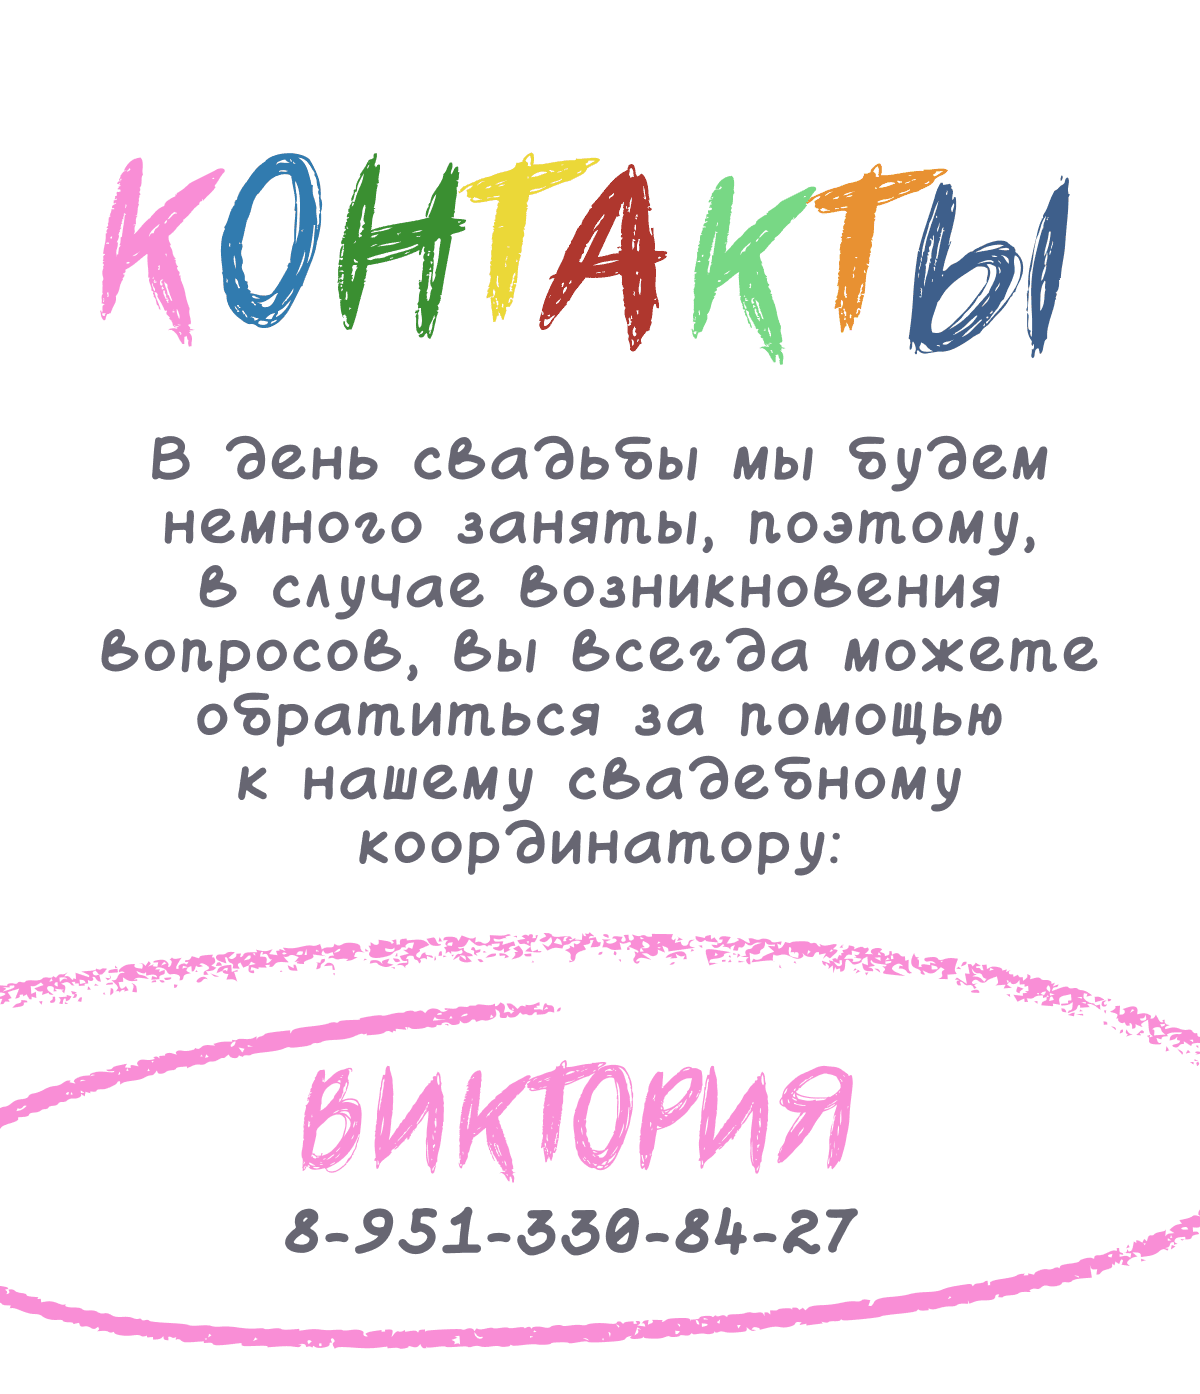 КОНТАКТЫ
В день свадьбы мы будем
немного заняты, поэтому,
в случае возникновения
вопросов, вы всегда можете
обратиться за помощью
к нашему свадебному
координатору:
ВИКТОРИЯ
8-951-330-84-27